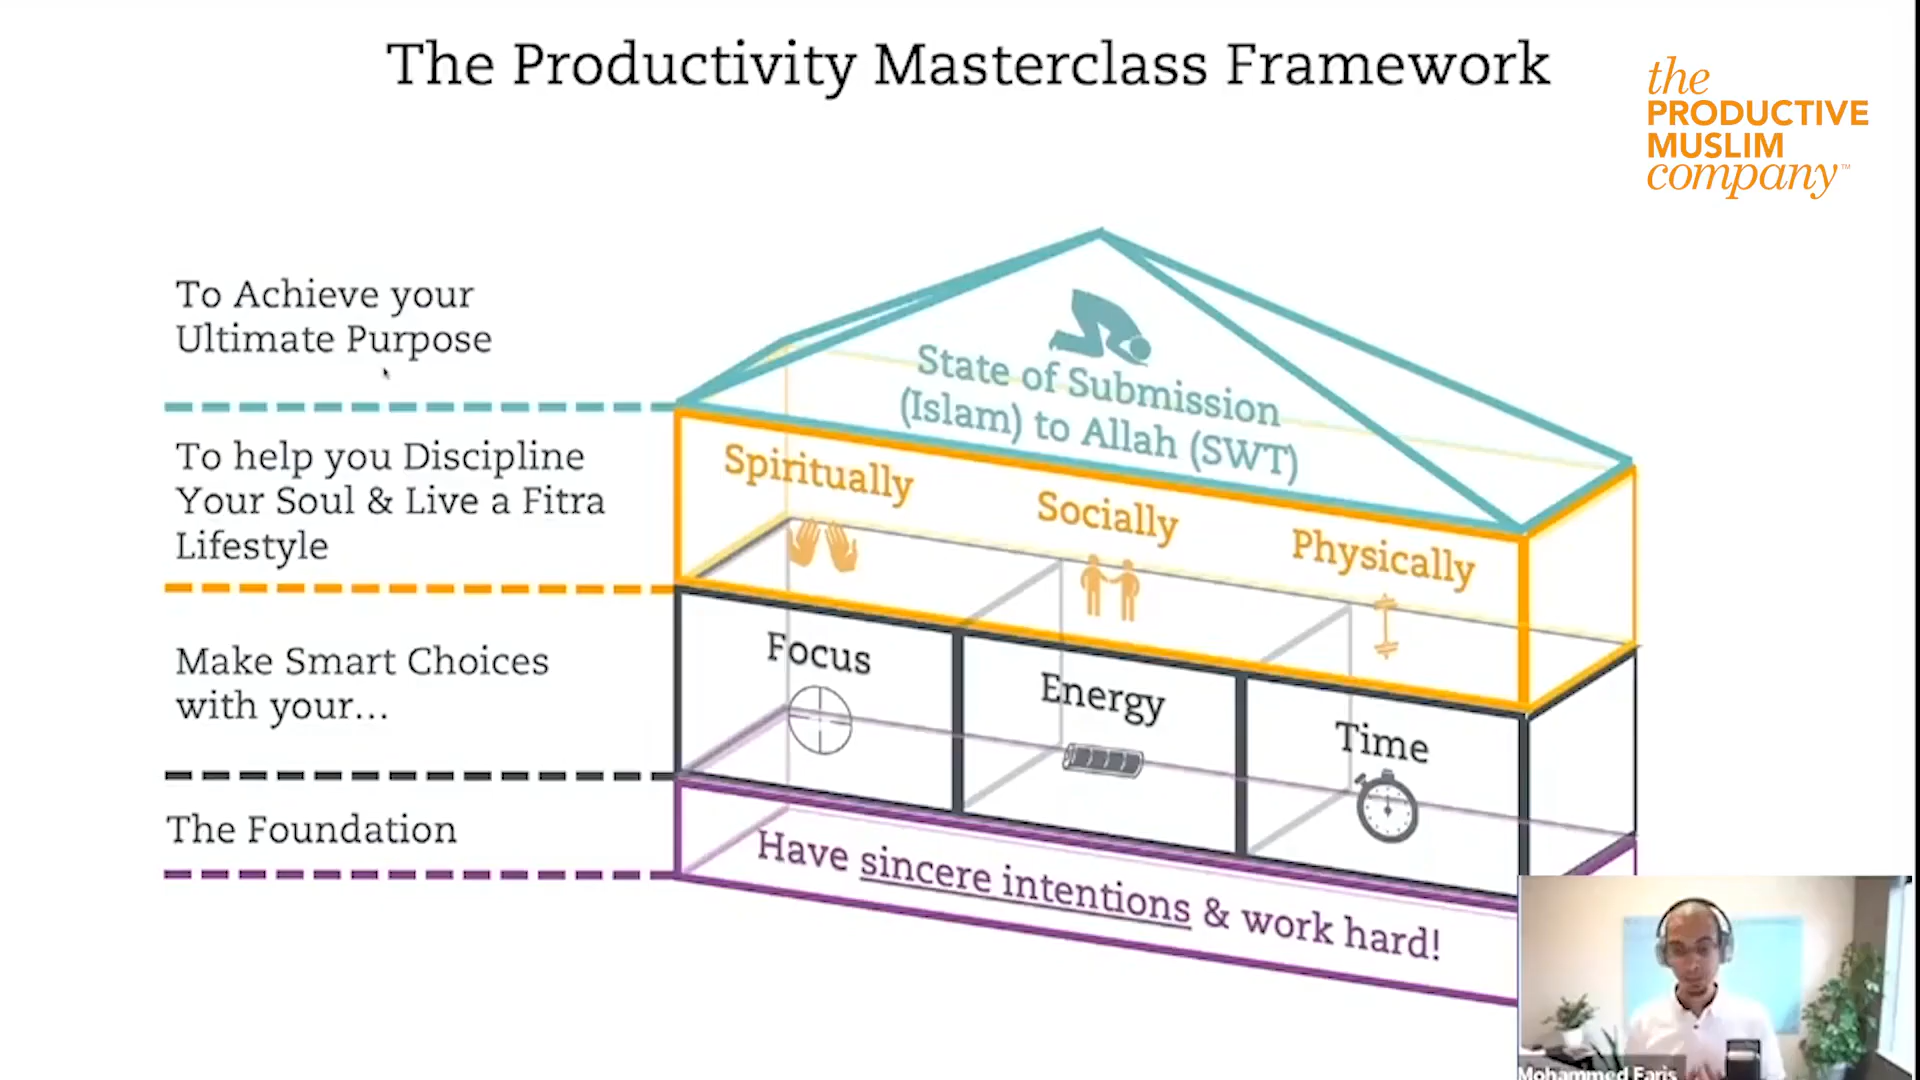 The Productivity Masterclass Framework
the
PRODUCTIVE
MUSLIM
company™
To Achieve your
Ultimate Purpose
State of Submission
(Islam) to Allah (SWT)
To help you Discipline
Your Soul & Live a Fitra
Lifestyle
Spiritually
Socially
Physically
Make Smart Choices
with your...
Focus
Energy
Time
The Foundation
Have sincere intentions & work hard!
Mohammed Faris